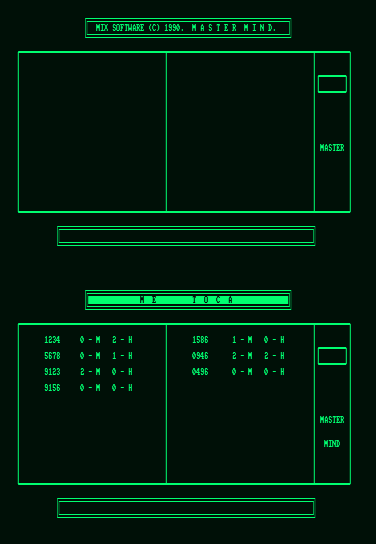 MIX SOFTWARE (C) 1990. M A S T E R M I N D.
MASTER
M E T O C A
1234 0 - M 2 - H 1586 1 - M 0 - H
5678 0 - M 1 - H 0946 2 - M 2 - H
9123 2 - M 0 - H 0496 0 - M 0 - H
9156 0 - M 0 - H
MASTER
MIND